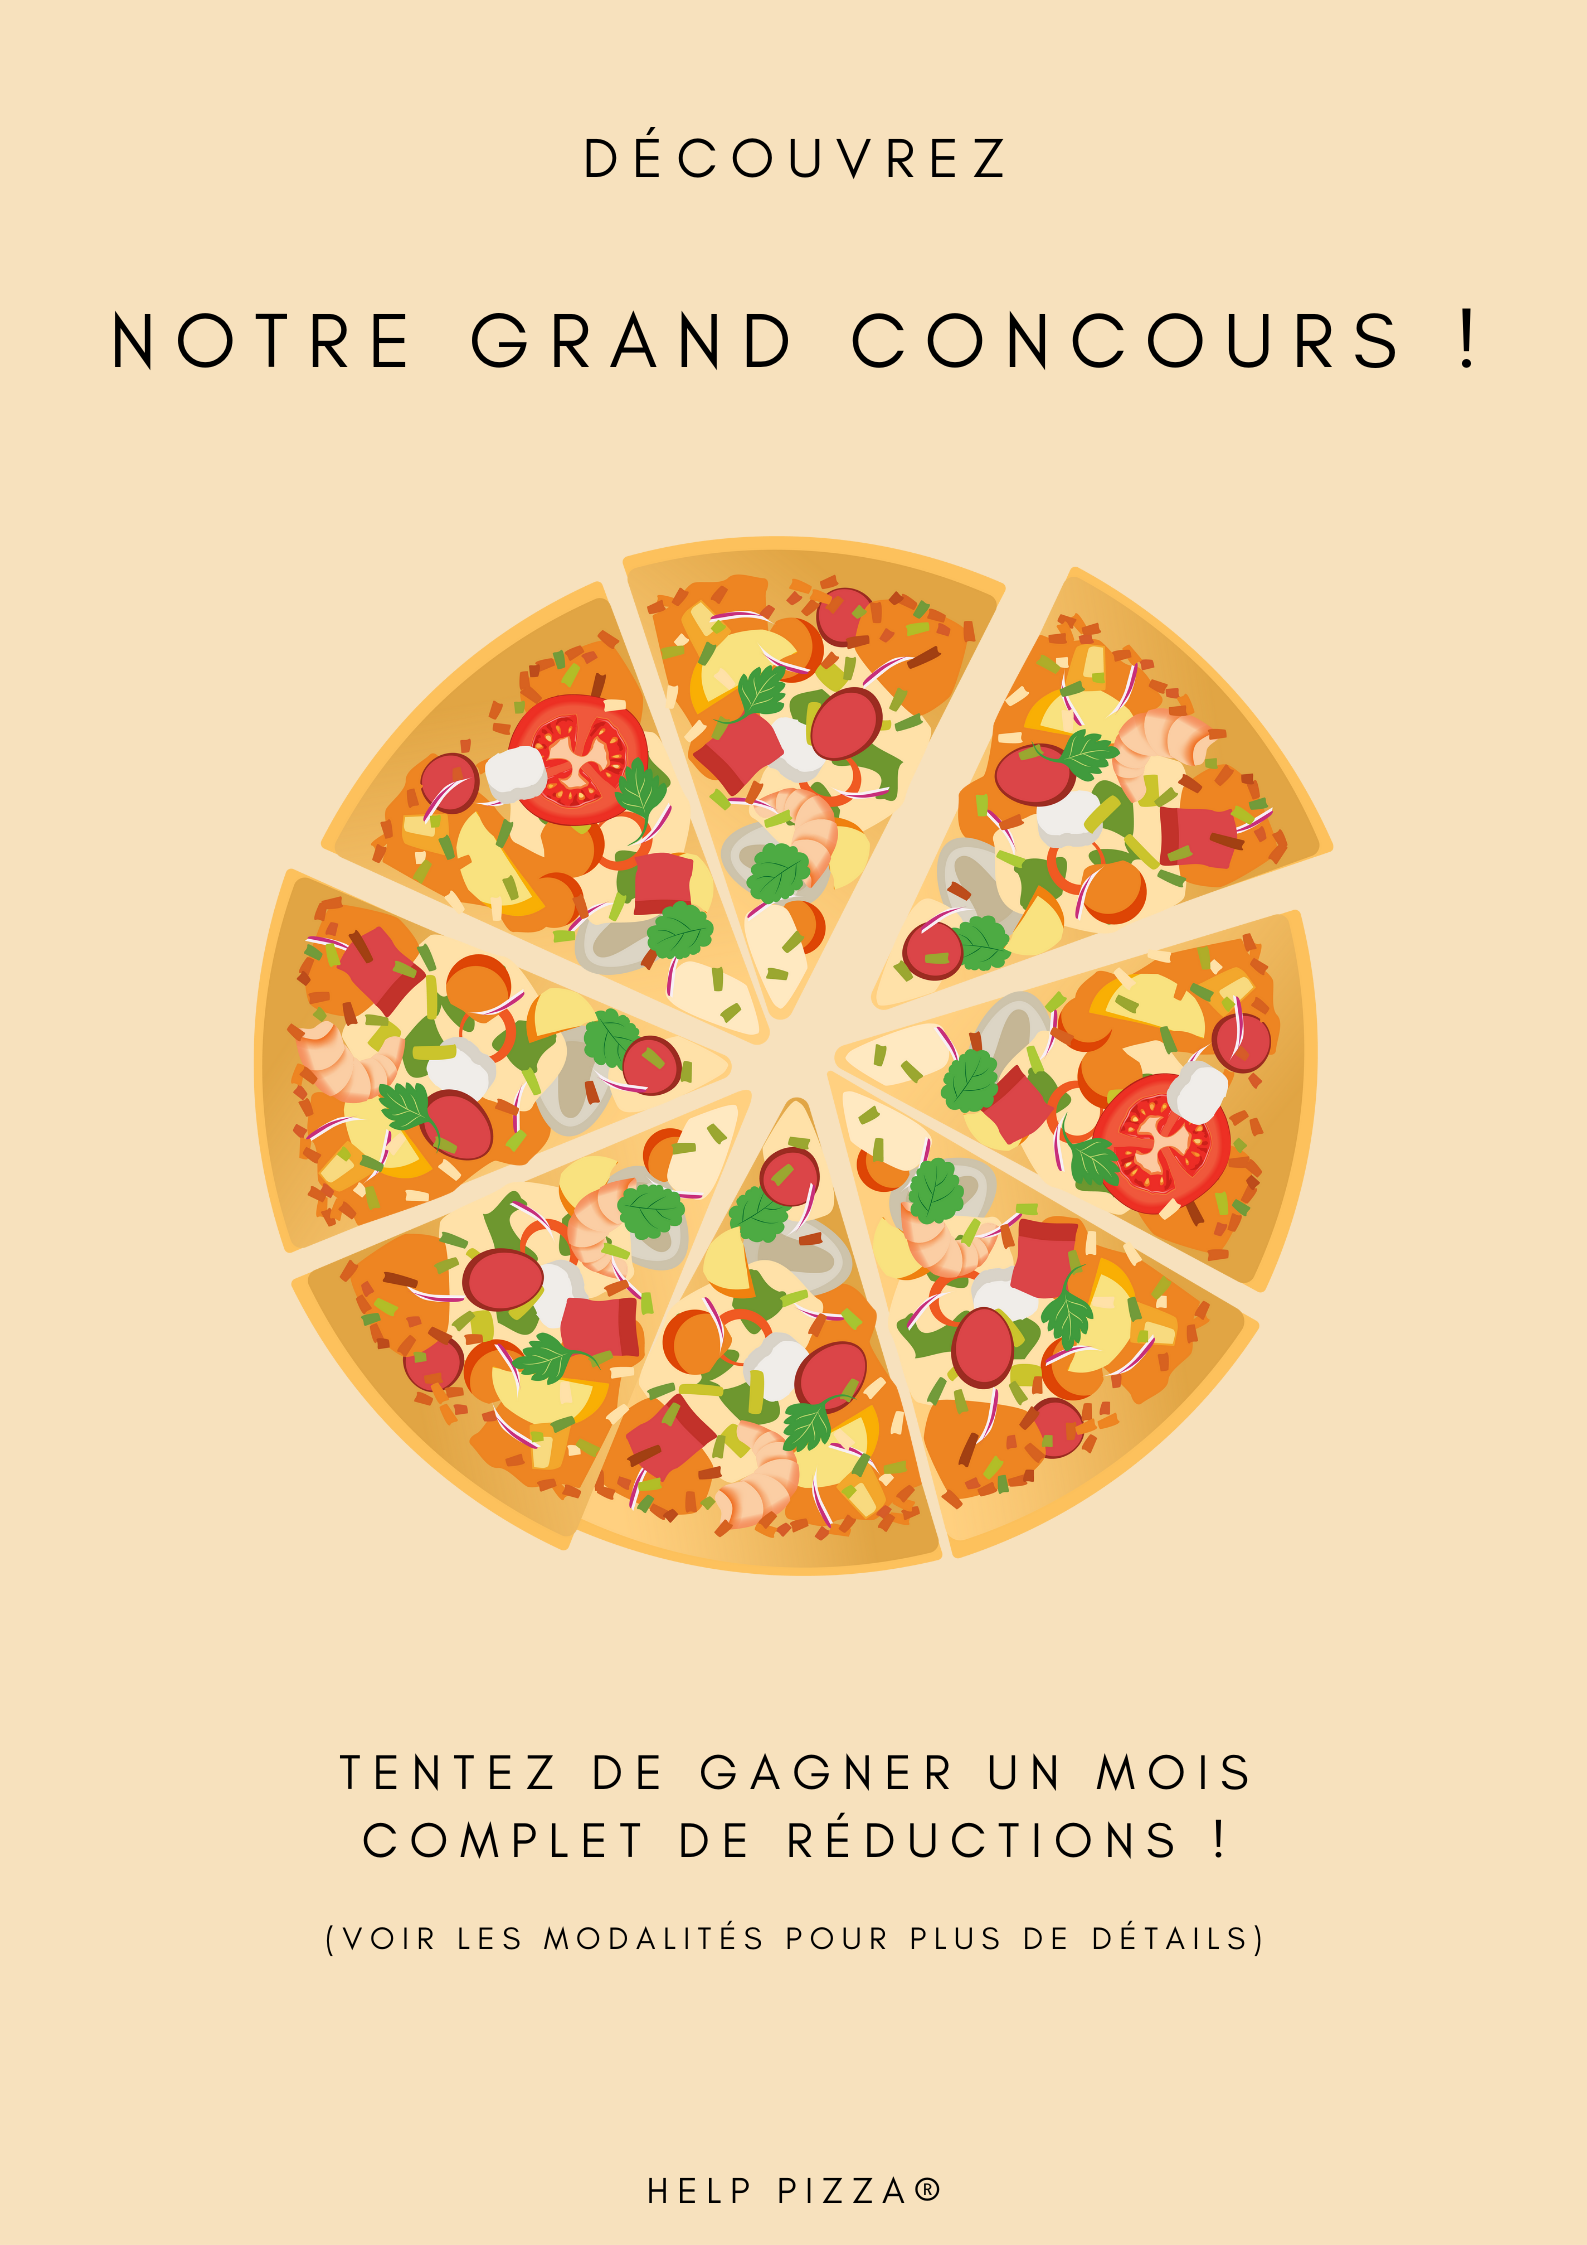 DÉCOUVREZ
NOTRE GRAND CONCOURS !
TENTEZ DE GAGNER UN MOIS
COMPLET DE RÉDUCTIONS !
(VOIR LES MODALITÉS POUR PLUS DE DÉTAILS)
HELP PIZZA®